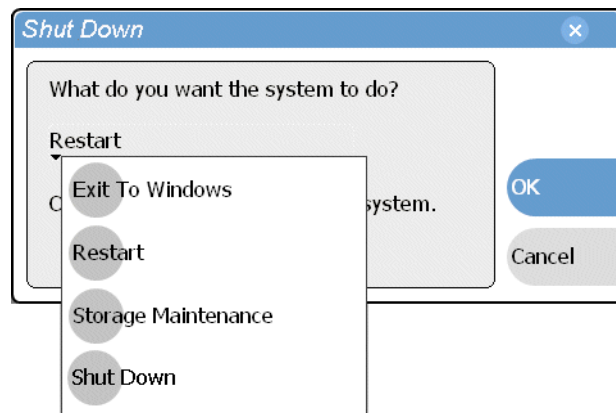 Shut Down
What do you want the system to do?
Restart
C system.
Exit To Windows
Restart
Storage Maintenance
Shut Down
OK
Cancel